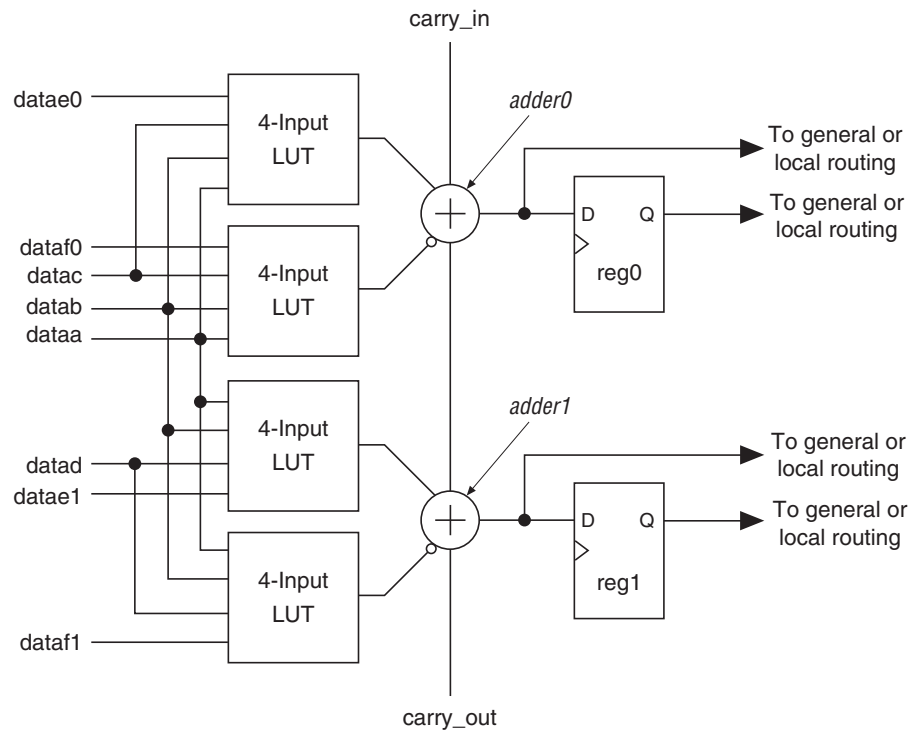 carry_in
datae0
4-Input
LUT
adder0
To general or
local routing
D
Q
reg0
To general or
local routing
dataf0
datac
datab
dataa
4-Input
LUT
4-Input
LUT
adder1
To general or
local routing
datad
datae1
D
Q
reg1
To general or
local routing
4-Input
LUT
dataf1
carry_out